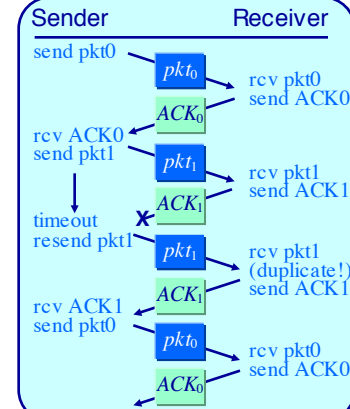 Sender Receiver
send pkt0
pkt0
rcv pkt0
send ACK0
ACK0
rcv ACK0
send pkt1
pkt1
rcv pkt1
send ACK1
ACK1
X
timeout
resend pkt1
pkt1
rcv pkt1
(duplicate!)
send ACK1
ACK1
rcv ACK1
send pkt0
pkt0
rcv pkt0
send ACK0
ACK0